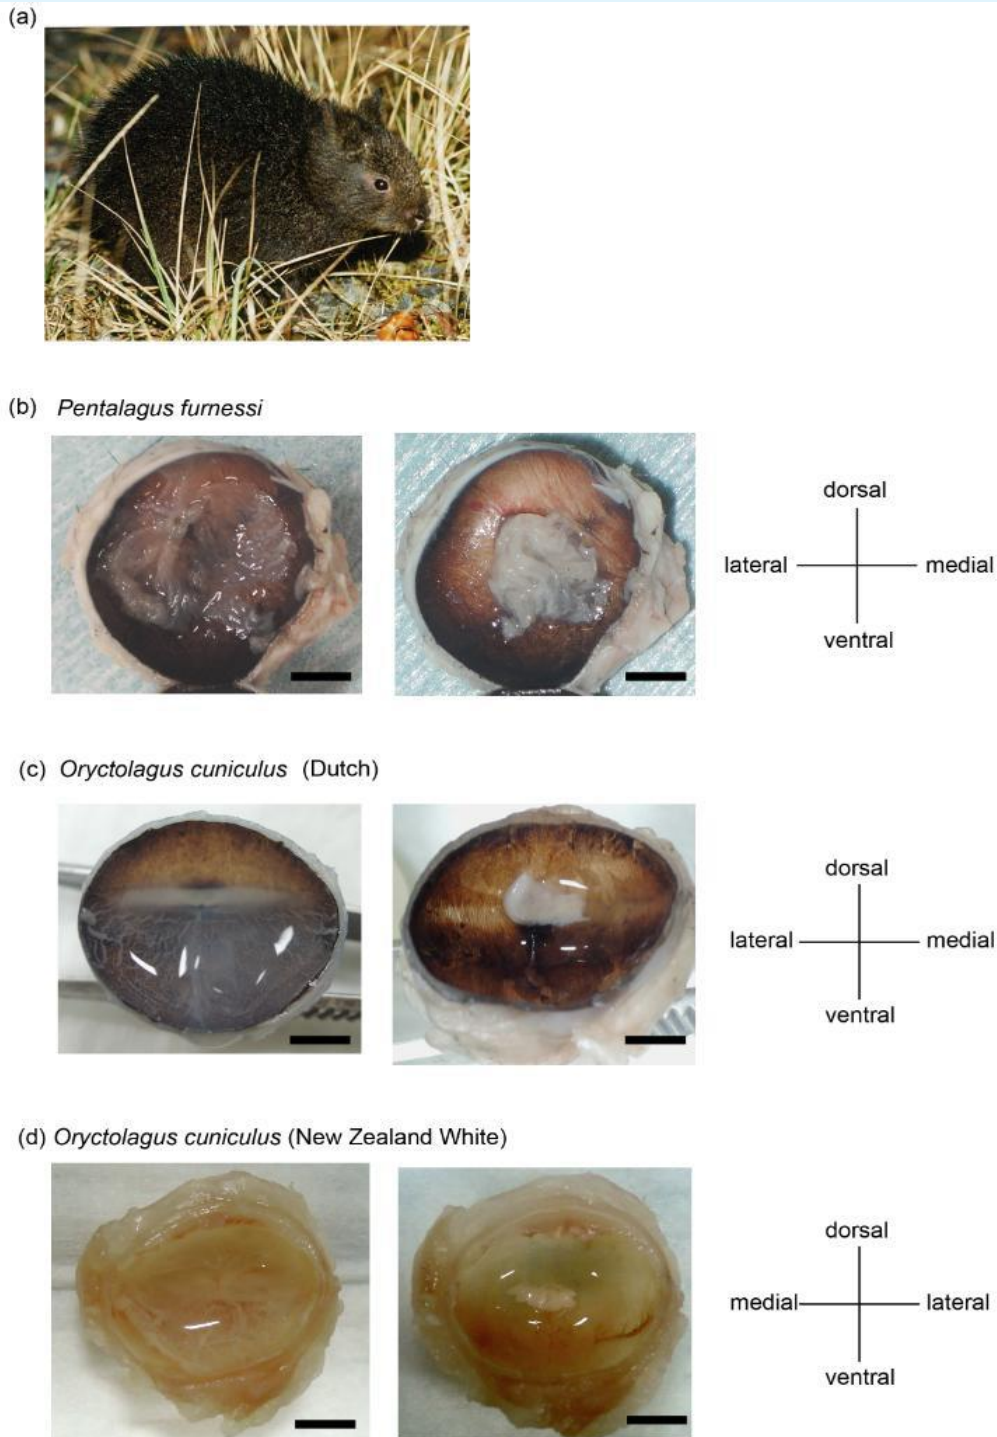 (a)
(b) Pentalagus furnessi
dorsal
lateral medial
ventral
(c) Oryctolagus cuniculus (Dutch)
dorsal
lateral medial
ventral
(d) Oryctolagus cuniculus (New Zealand White)
dorsal
medial lateral
ventral